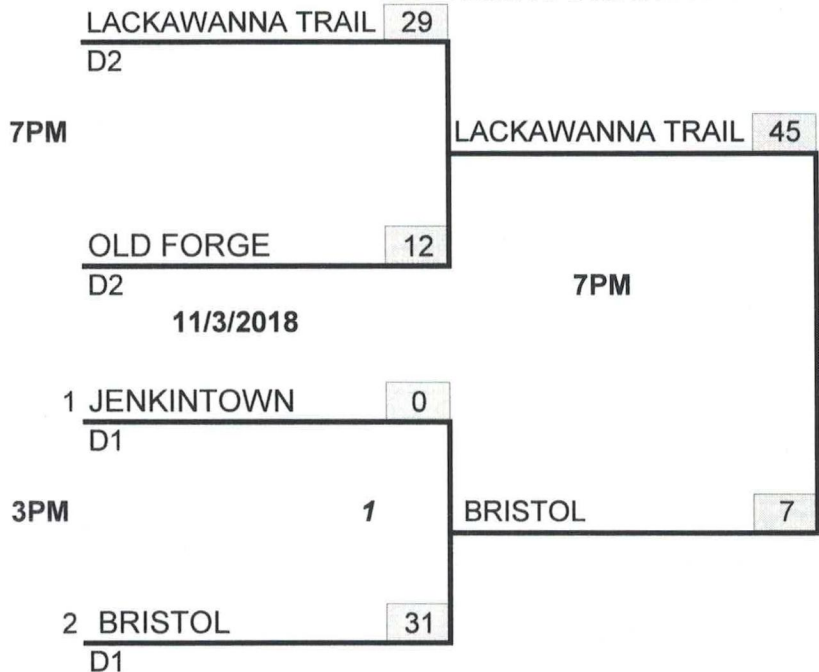 LACKAWANNA TRAIL 29
D2
7PM
LACKAWANNA TRAIL 45
OLD FORGE 12
D2
7PM
11/3/2018
1 JENKINTOWN 0
D1
3PM 1 BRISTOL 7
2 BRISTOL 31
D1